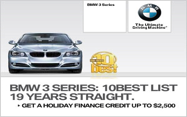 BMW 3 Series
The Ultimate
Driving Machine®
BMW 3 SERIES: 10BEST LIST
19 YEARS STRAIGHT.
• GET A HOLIDAY FINANCE CREDIT UP TO $2,500